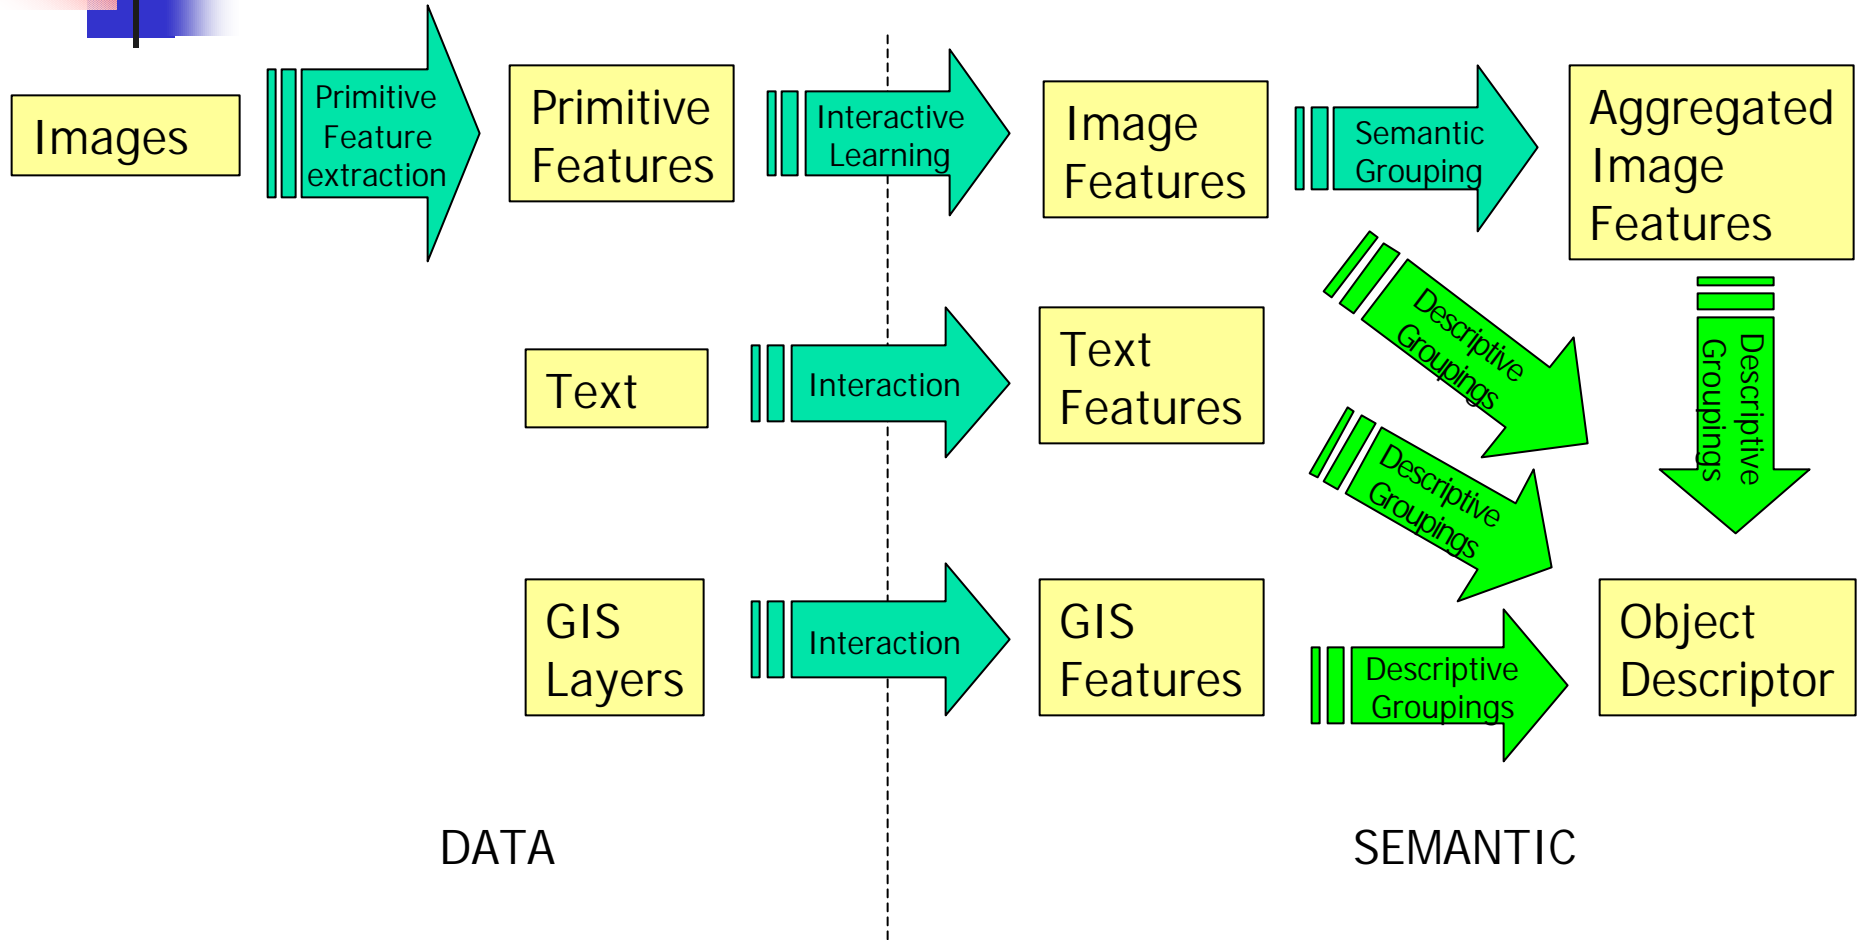 Images
Primitive
Feature
extraction
Primitive
Features
Interactive
Learning
Image
Features
Semantic
Grouping
Aggregated
Image
Features
Descriptive
Groupings
Descriptive
Groupings
Text
Interaction
Text
Features
Descriptive
Groupings
GIS
Layers
Interaction
GIS
Features
Descriptive
Groupings
Object
Descriptor
DATA
SEMANTIC